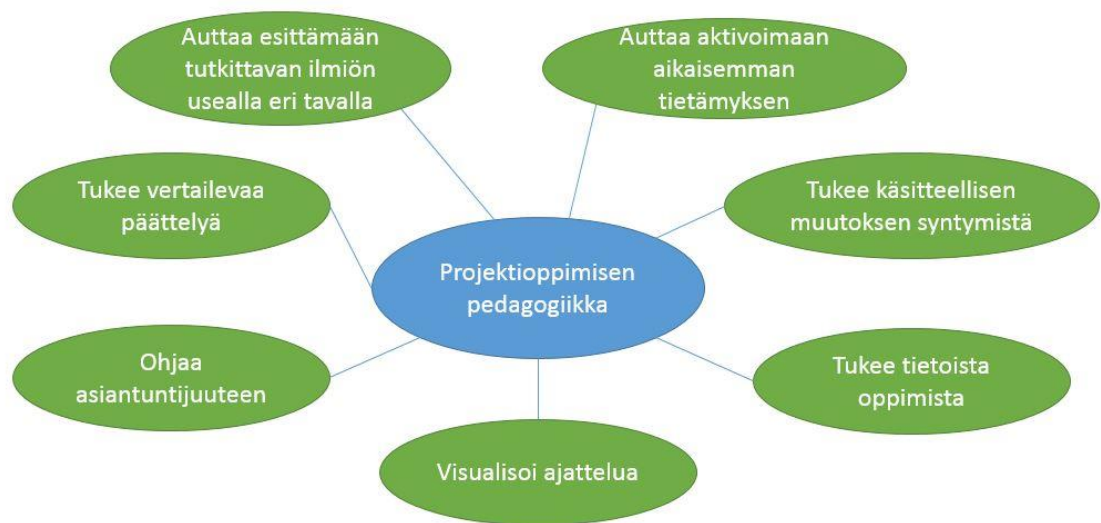 Auttaa esittämään
tutkittavan ilmiön
usealla eri tavalla
Auttaa aktivoimaan
aikaisemman
tietämyksen
Tukee vertailevaa
päättelyä
Tukee käsitteellisen
muutoksen syntymistä
Projektioppimisen
pedagogiikka
Ohjaa
asiantuntijuuteen
Tukee tietoista
oppimista
Visualisoi ajattelua